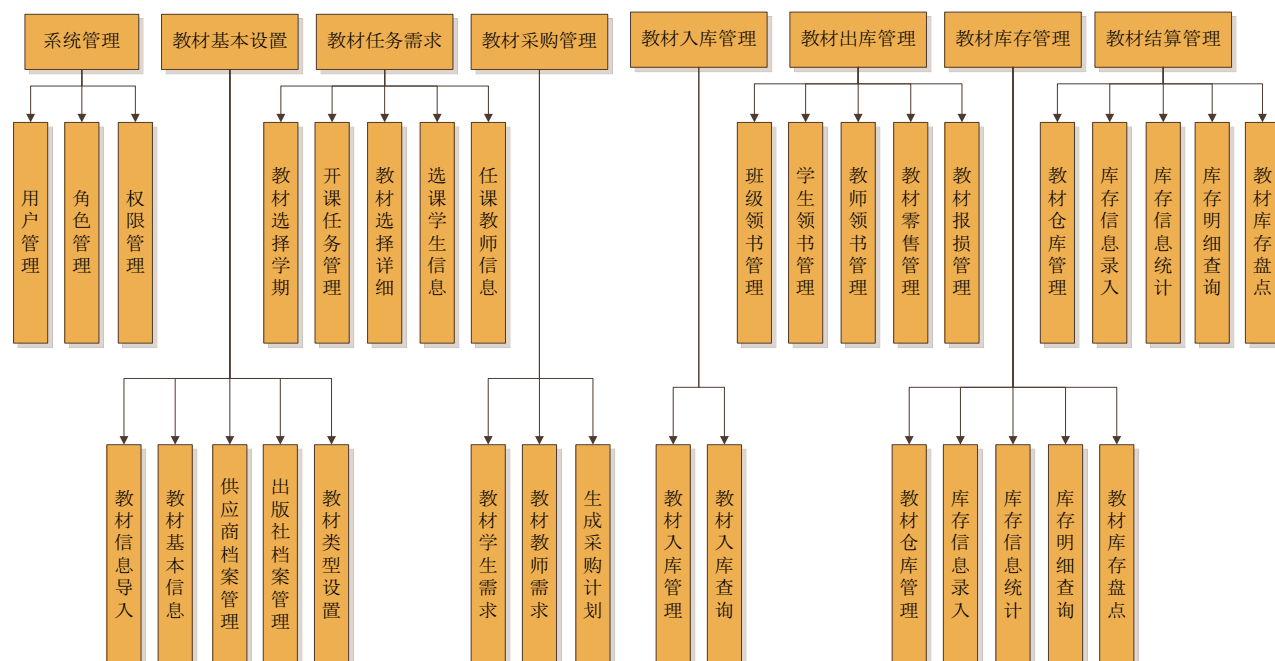 系统管理
教材基本设置
教材任务需求
教材采购管理
教材入库管理
教材出库管理
教材库存管理
教材结算管理
用户管理
角色管理
权限管理
教材选择学期
开课任务管理
教材选择详细
选课学生信息
任课教师信息
班级领书管理
学生领书管理
教师领书管理
教材零售管理
教材报损管理
教材仓库管理
库存信息录入
库存信息统计
库存明细查询
教材库存盘点
教材信息导入
教材基本信息
供应商档案管理
出版社档案管理
教材类型设置
教材学生需求
教材教师需求
生成采购计划
教材入库管理
教材入库查询
教材仓库管理
库存信息录入
库存信息统计
库存明细查询
教材库存盘点